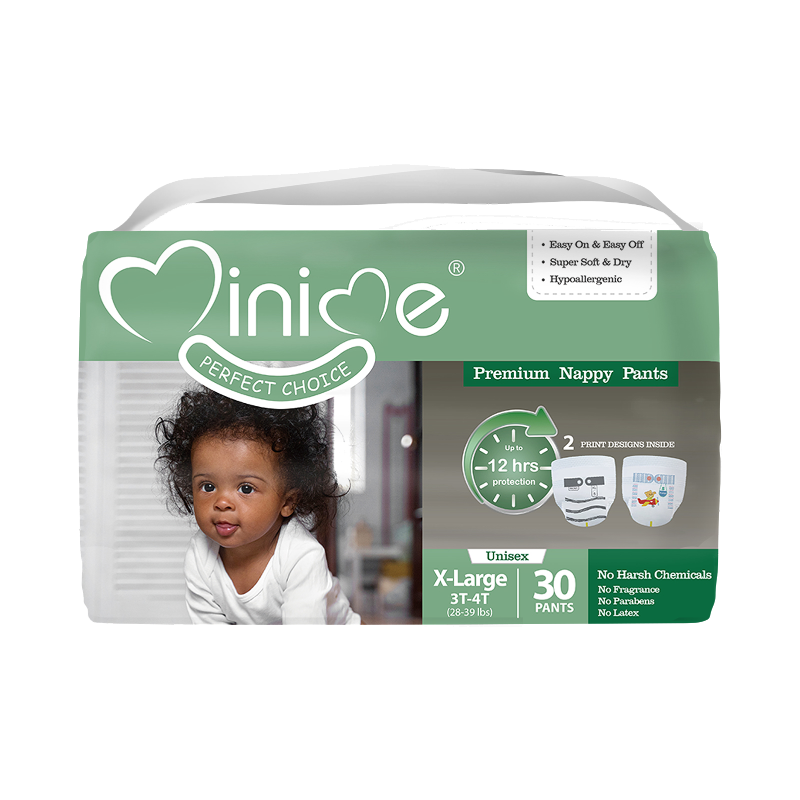 Minime®
PERFECT CHOICE
• Easy On & Easy Off
• Super Soft & Dry
• Hypoallergenic
Premium Nappy Pants
Up to
12 hrs
protection
2 PRINT DESIGNS INSIDE
Unisex
X-Large
3T-4T
(28-39 lbs)
30
PANTS
No Harsh Chemicals
No Fragrance
No Parabens
No Latex